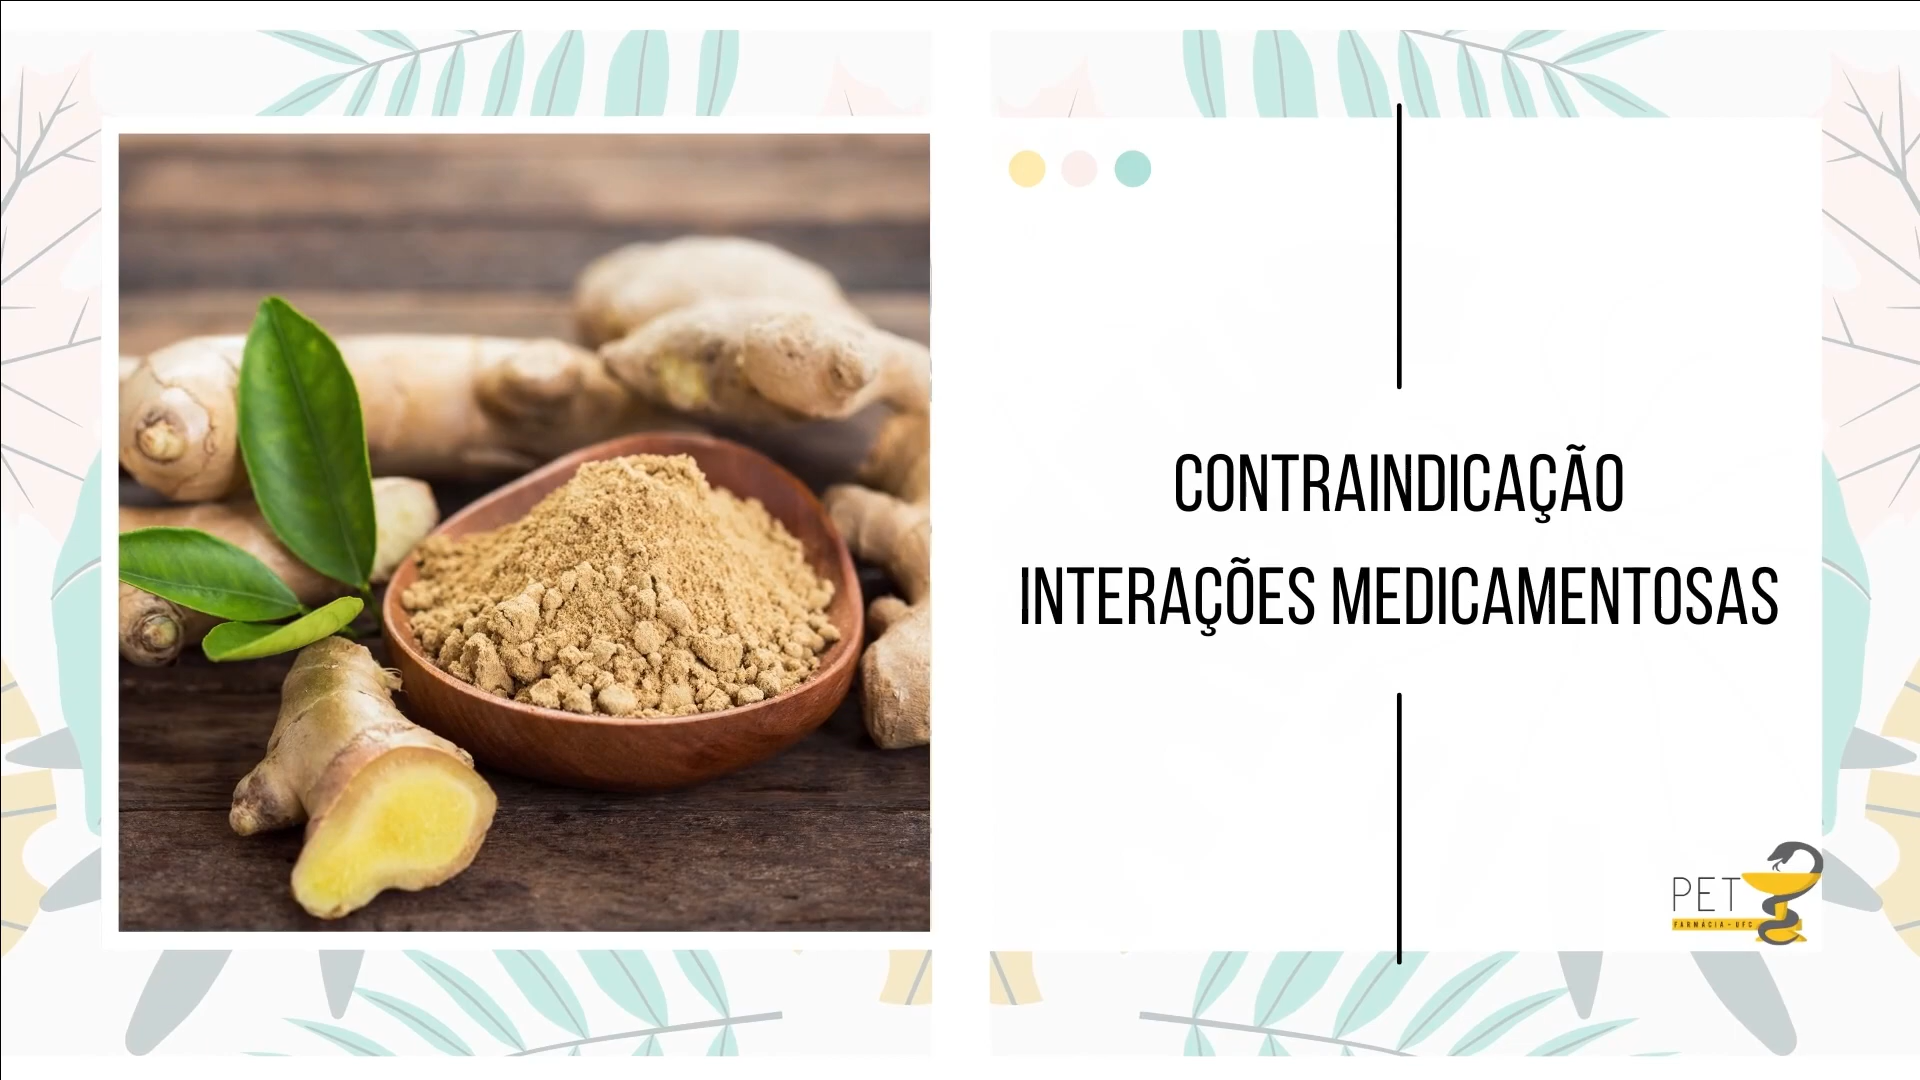 CONTRAINDICAÇÃO
INTERAÇÕES MEDICAMENTOSAS
PET
FARMÁCIA - UFC